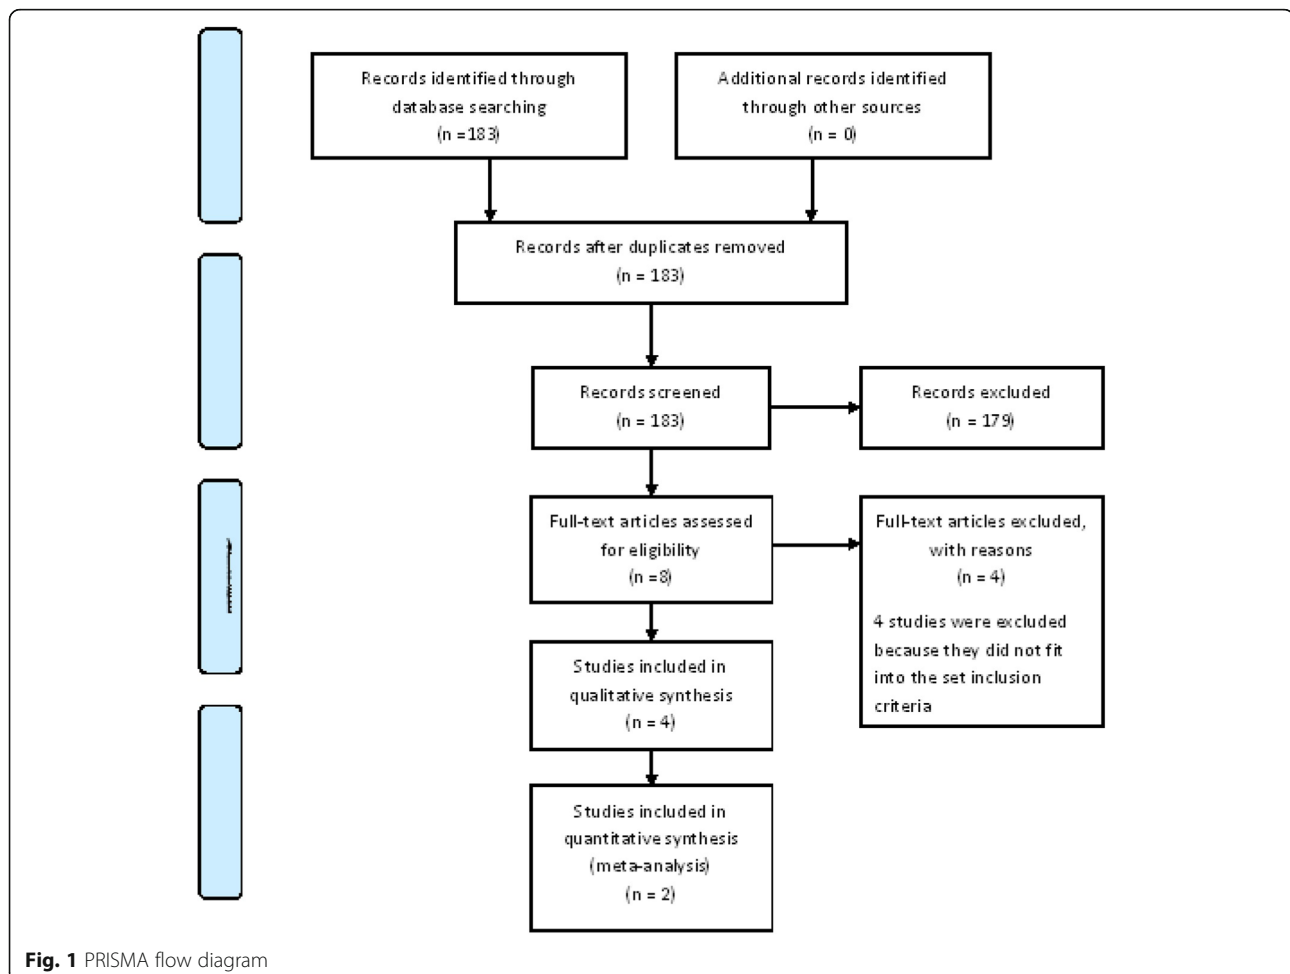 Records identified through
database searching
(n =183)
Additional records identified
through other sources
(n = 0)
Records after duplicates removed
(n = 183)
Records screened
(n = 183)
Records excluded
(n = 179)
Full-text articles assessed
for eligibility
(n =8)
Full-text articles excluded,
with reasons
(n = 4)
4 studies were excluded
because they did not fit
into the set inclusion
criteria
Studies included in
qualitative synthesis
(n = 4)
Studies included in
quantitative synthesis
(meta-analysis)
(n = 2)
Fig. 1 PRISMA flow diagram